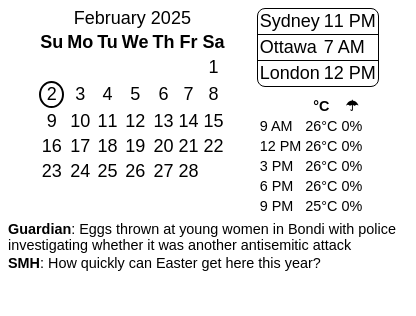 February 2025
Su Mo Tu We Th Fr Sa
1
2 3 4 5 6 7 8
9 10 11 12 13 14 15
16 17 18 19 20 21 22
23 24 25 26 27 28
Sydney 11 PM
Ottawa 7 AM
London 12 PM
°C ☂
9 AM 26°C 0%
12 PM 26°C 0%
3 PM 26°C 0%
6 PM 26°C 0%
9 PM 25°C 0%
Guardian: Eggs thrown at young women in Bondi with police
investigating whether it was another antisemitic attack
SMH: How quickly can Easter get here this year?